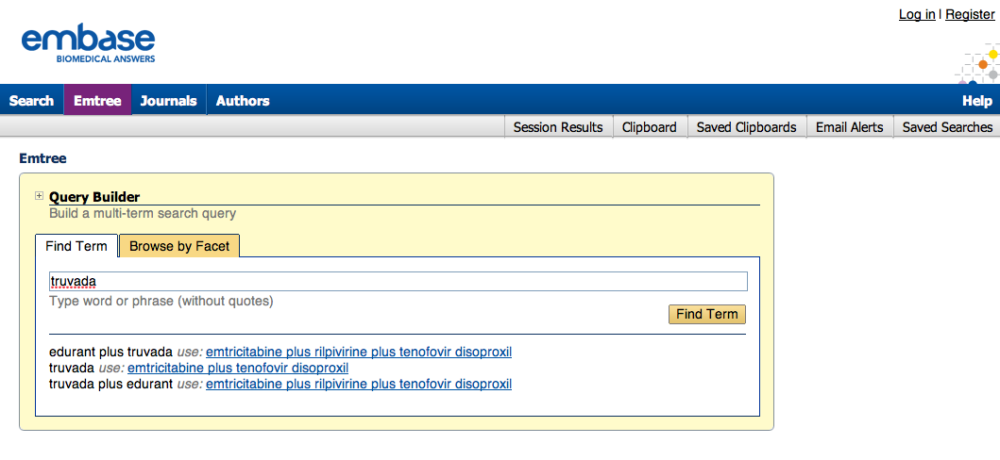 Log in | Register
embase
BIOMEDICAL ANSWERS
Search Emtree Journals Authors Help
Session Results Clipboard Saved Clipboards Email Alerts Saved Searches
Emtree
Query Builder
Build a multi-term search query
Find Term Browse by Facet
truvada
Type word or phrase (without quotes)
Find Term
edurant plus truvada use: emtricitabine plus rilpivirine plus tenofovir disoproxil
truvada use: emtricitabine plus tenofovir disoproxil
truvada plus edurant use: emtricitabine plus rilpivirine plus tenofovir disoproxil